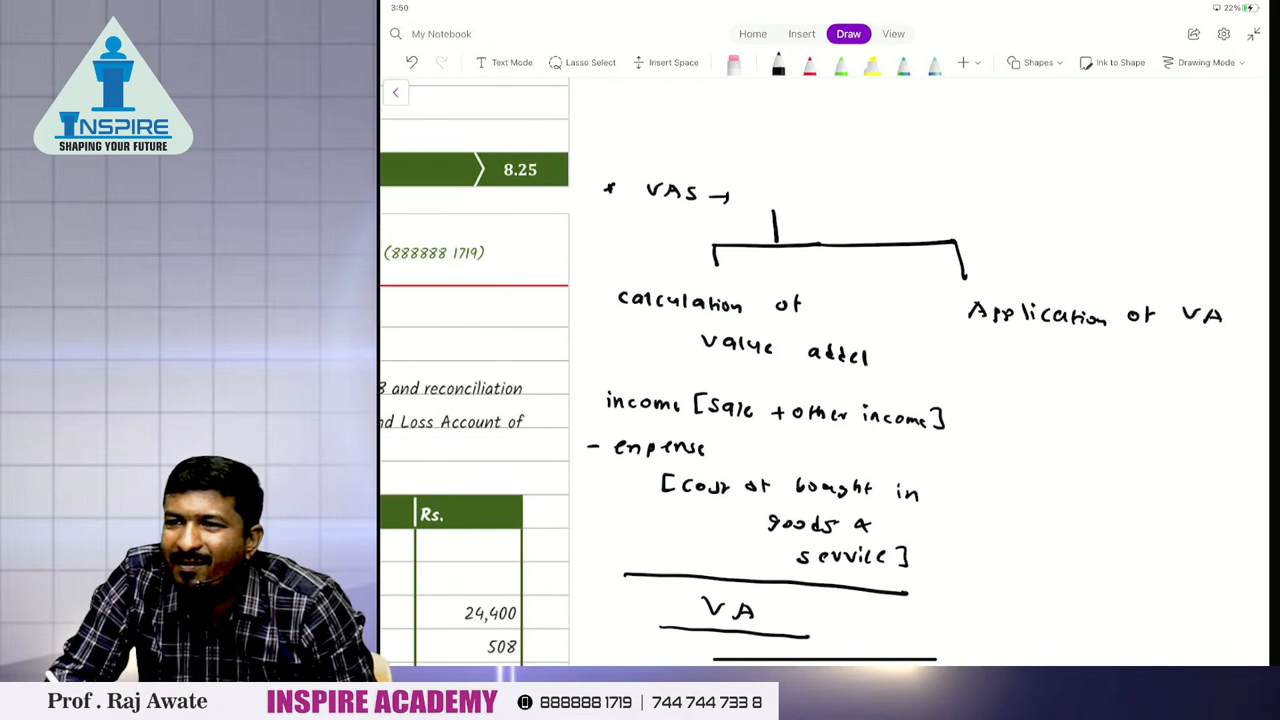 3:50
22%
My Notebook
Home
Insert
Draw
View
Text Mode
Lasso Select
Insert Space
Shapes
Ink to Shape
Drawing Mode
INSPIRE
SHAPING YOUR FUTURE
8.25
(888888 1719)
8 and reconciliation
nd Loss Account of
Rs.
24,400
508
* VAS →
Calculation of
Value added
Application of VA
income [Sale + other income]
- expense
[cost of bought in
goods &
service]
VA
Prof. Raj Awate
INSPIRE ACADEMY
888888 1719 | 744 744 733 8